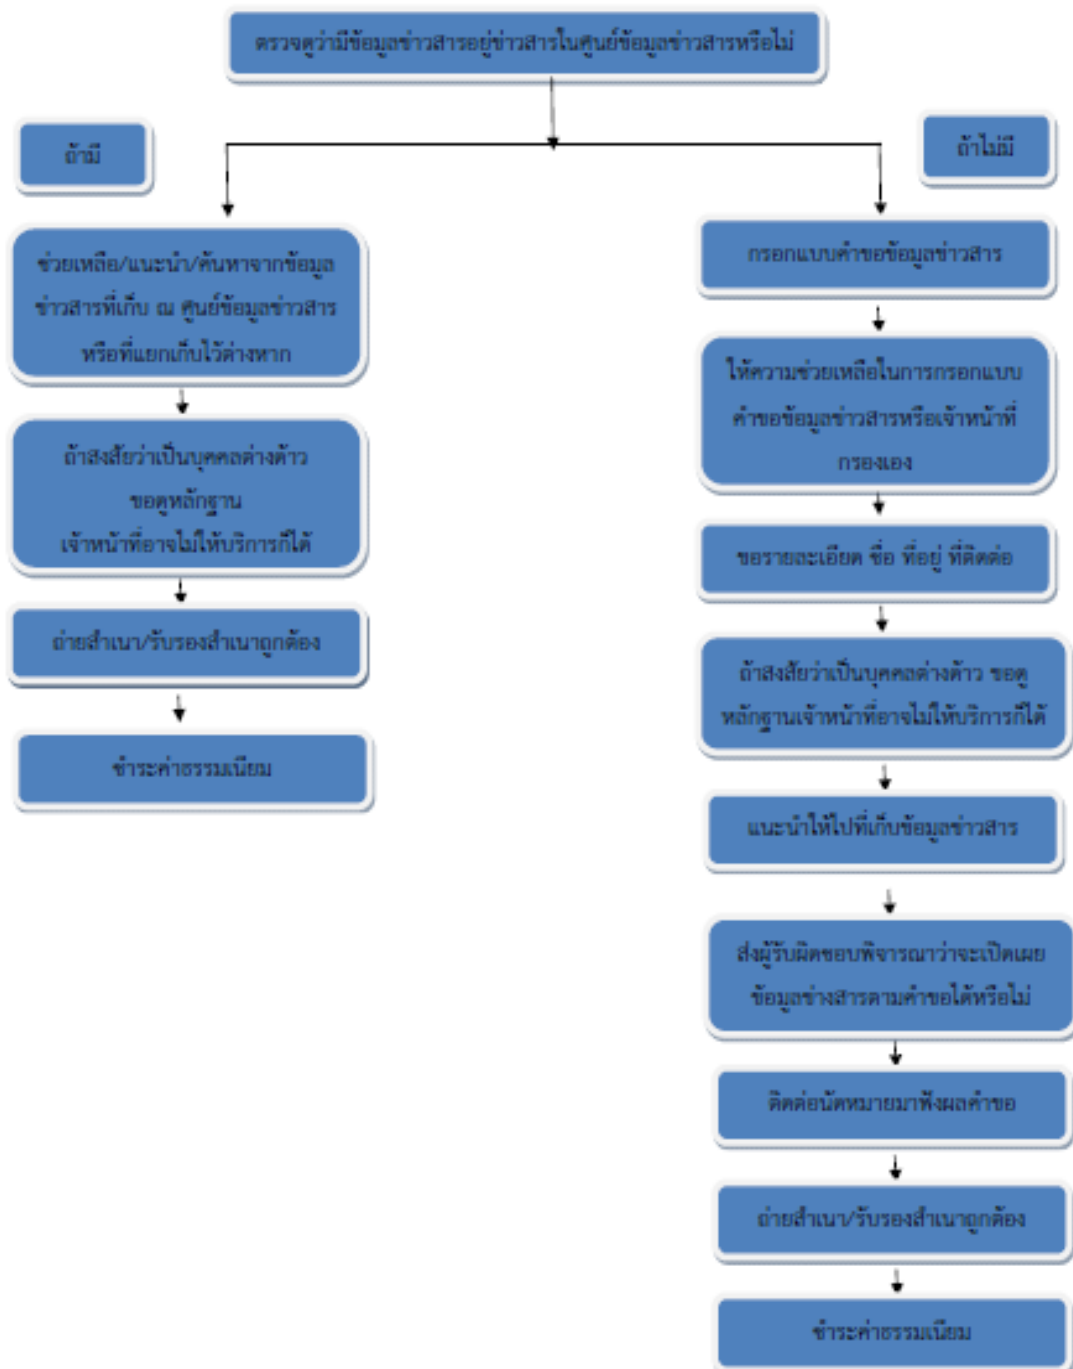 ตรวจดูว่ามีข้อมูลข่าวสารอยู่ข่าวสารในศูนย์ข้อมูลข่าวสารหรือไม่
ถ้ามี
ถ้าไม่มี
ช่วยเหลือ/แนะนำ/ค้นหาจากข้อมูล
ข่าวสารที่เก็บ ณ ศูนย์ข้อมูลข่าวสาร
หรือที่แยกเก็บไว้ต่างหาก
ถ้าสงสัยว่าเป็นบุคคลต่างด้าว
ขอดูหลักฐาน
เจ้าหน้าที่อาจไม่ให้บริการก็ได้
ถ่ายสำเนา/รับรองสำเนาถูกต้อง
ชำระค่าธรรมเนียม
กรอกแบบคำขอข้อมูลข่าวสาร
ให้ความช่วยเหลือในการกรอกแบบ
คำขอข้อมูลข่าวสารหรือเจ้าหน้าที่
กรองเอง
ขอรายละเอียด ชื่อ ที่อยู่ ที่ติดต่อ
ถ้าสงสัยว่าเป็นบุคคลต่างด้าว ขอดู
หลักฐานเจ้าหน้าที่อาจไม่ให้บริการก็ได้
แนะนำให้ไปที่เก็บข้อมูลข่าวสาร
ส่งผู้รับผิดชอบพิจารณาว่าจะเปิดเผย
ข้อมูลข่างสารตามคำขอได้หรือไม่
ติดต่อนัดหมายมาฟังผลคำขอ
ถ่ายสำเนา/รับรองสำเนาถูกต้อง
ชำระค่าธรรมเนียม